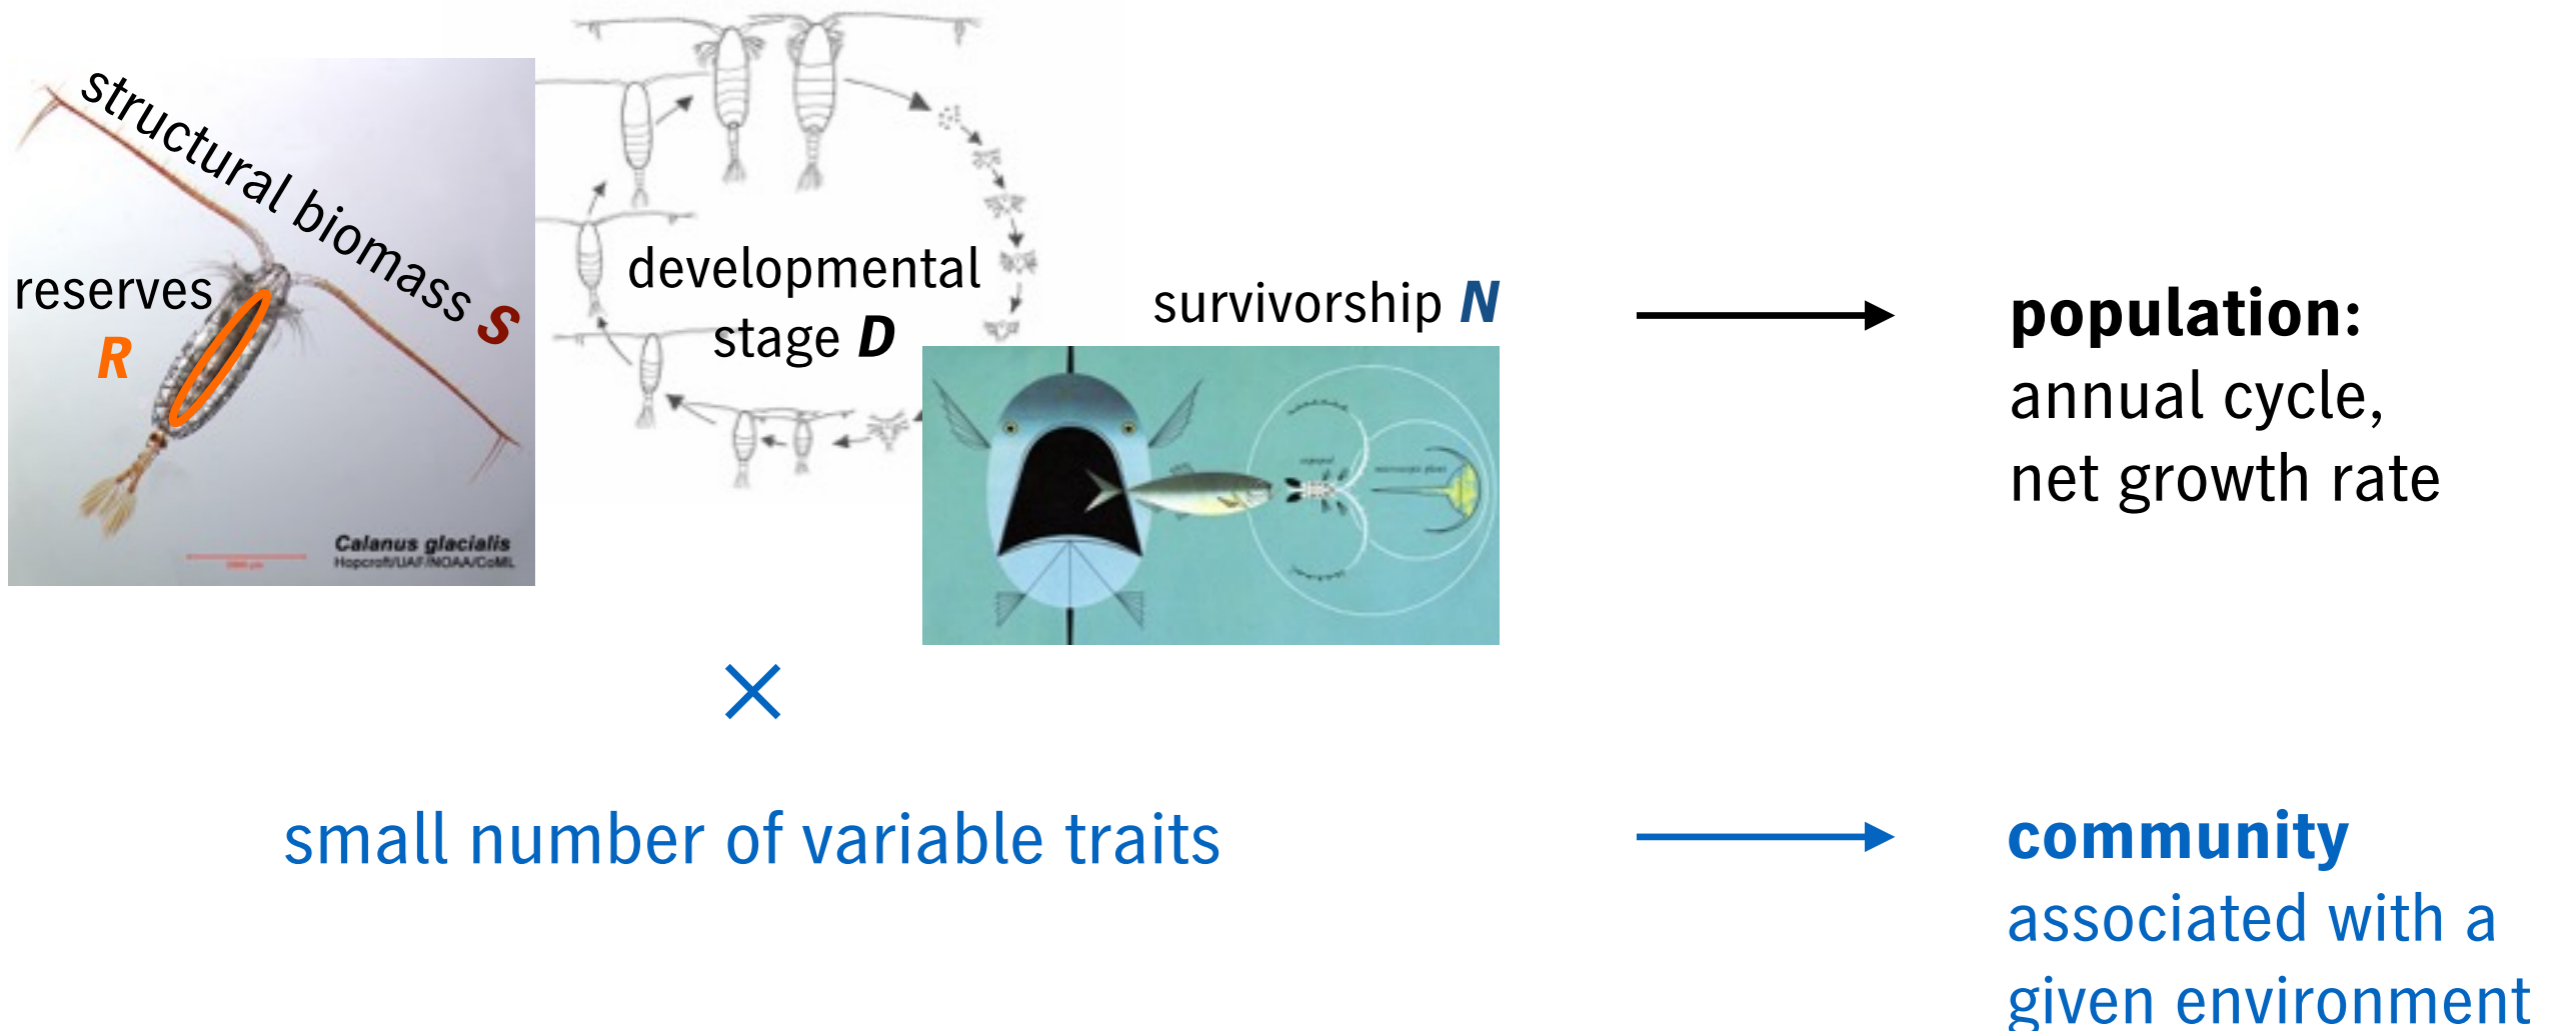 structural biomass S
reserves
R
Calanus glacialis
Hopcroft/UAF/NOAA/CoML
developmental
stage D
survivorship N
copepod
population:
annual cycle,
net growth rate
×
small number of variable traits
community
associated with a
given environment